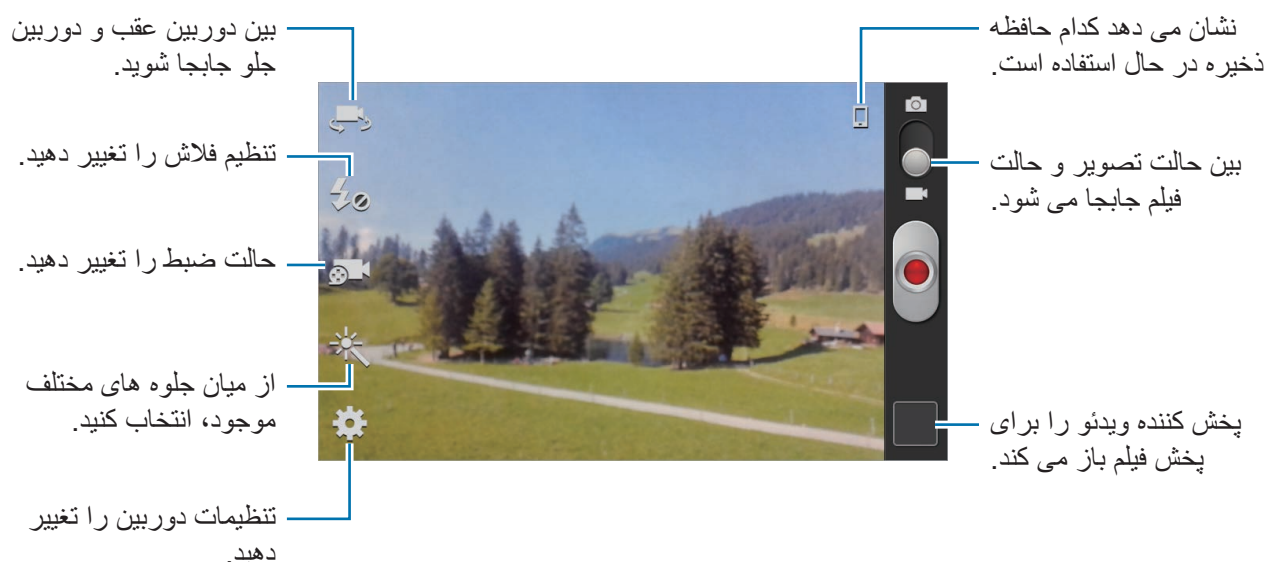 بین دوربین عقب و دوربین
جلو جابجا شوید.
تنظیم فلاش را تغییر دهید.
حالت ضبط را تغییر دهید.
از میان جلوه های مختلف
موجود، انتخاب کنید.
تنظیمات دوربین را تغییر
دهید.
نشان می دهد کدام حافظه
ذخیره در حال استفاده است.
بین حالت تصویر و حالت
فیلم جابجا می شود.
پخش کننده ویدئو را برای
پخش فیلم باز می کند.